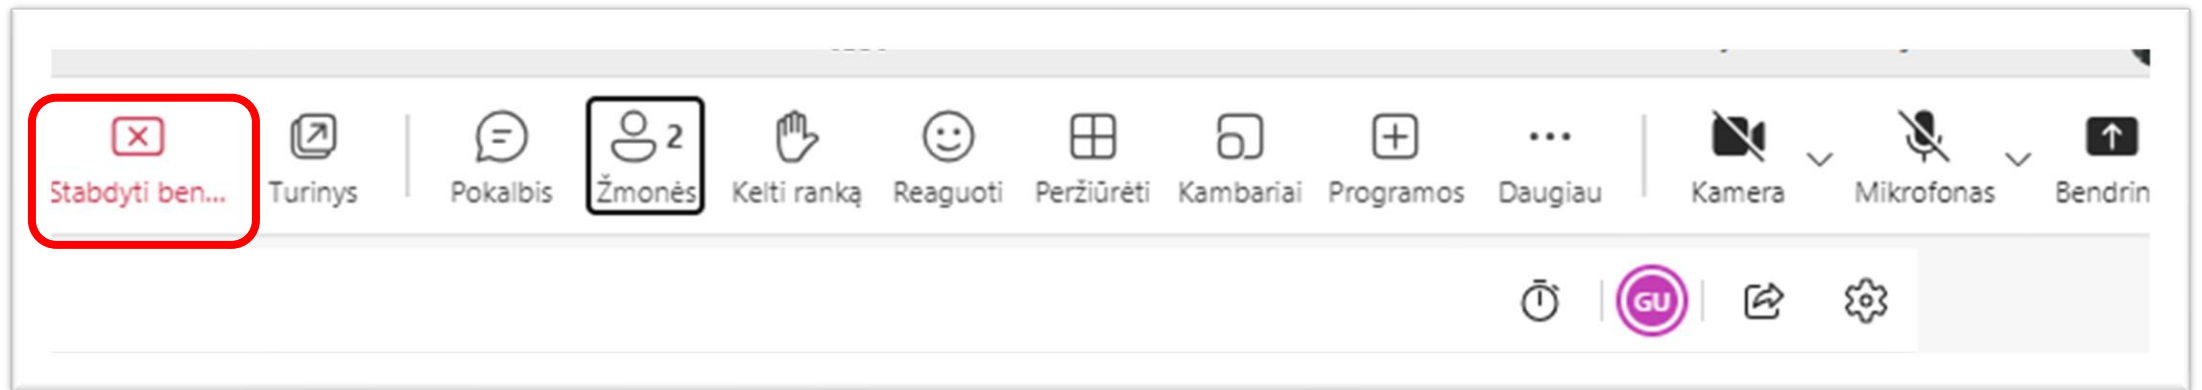 Stabdyti ben...
Turinys
Pokalbis
2
Žmonės
Kelti ranką
Reaguoti
Peržiūrėti
Kambariai
Programos
Daugiau
Kamera
Mikrofonas
Bendrin
GU